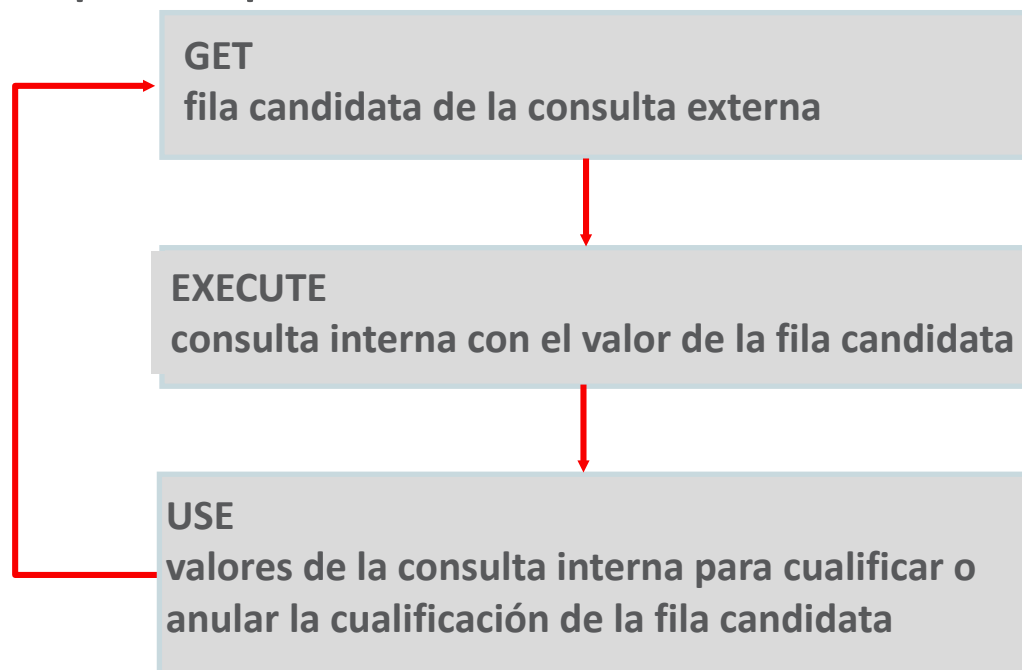 GET
fila candidata de la consulta externa
EXECUTE
consulta interna con el valor de la fila candidata
USE
valores de la consulta interna para cualificar o
anular la cualificación de la fila candidata